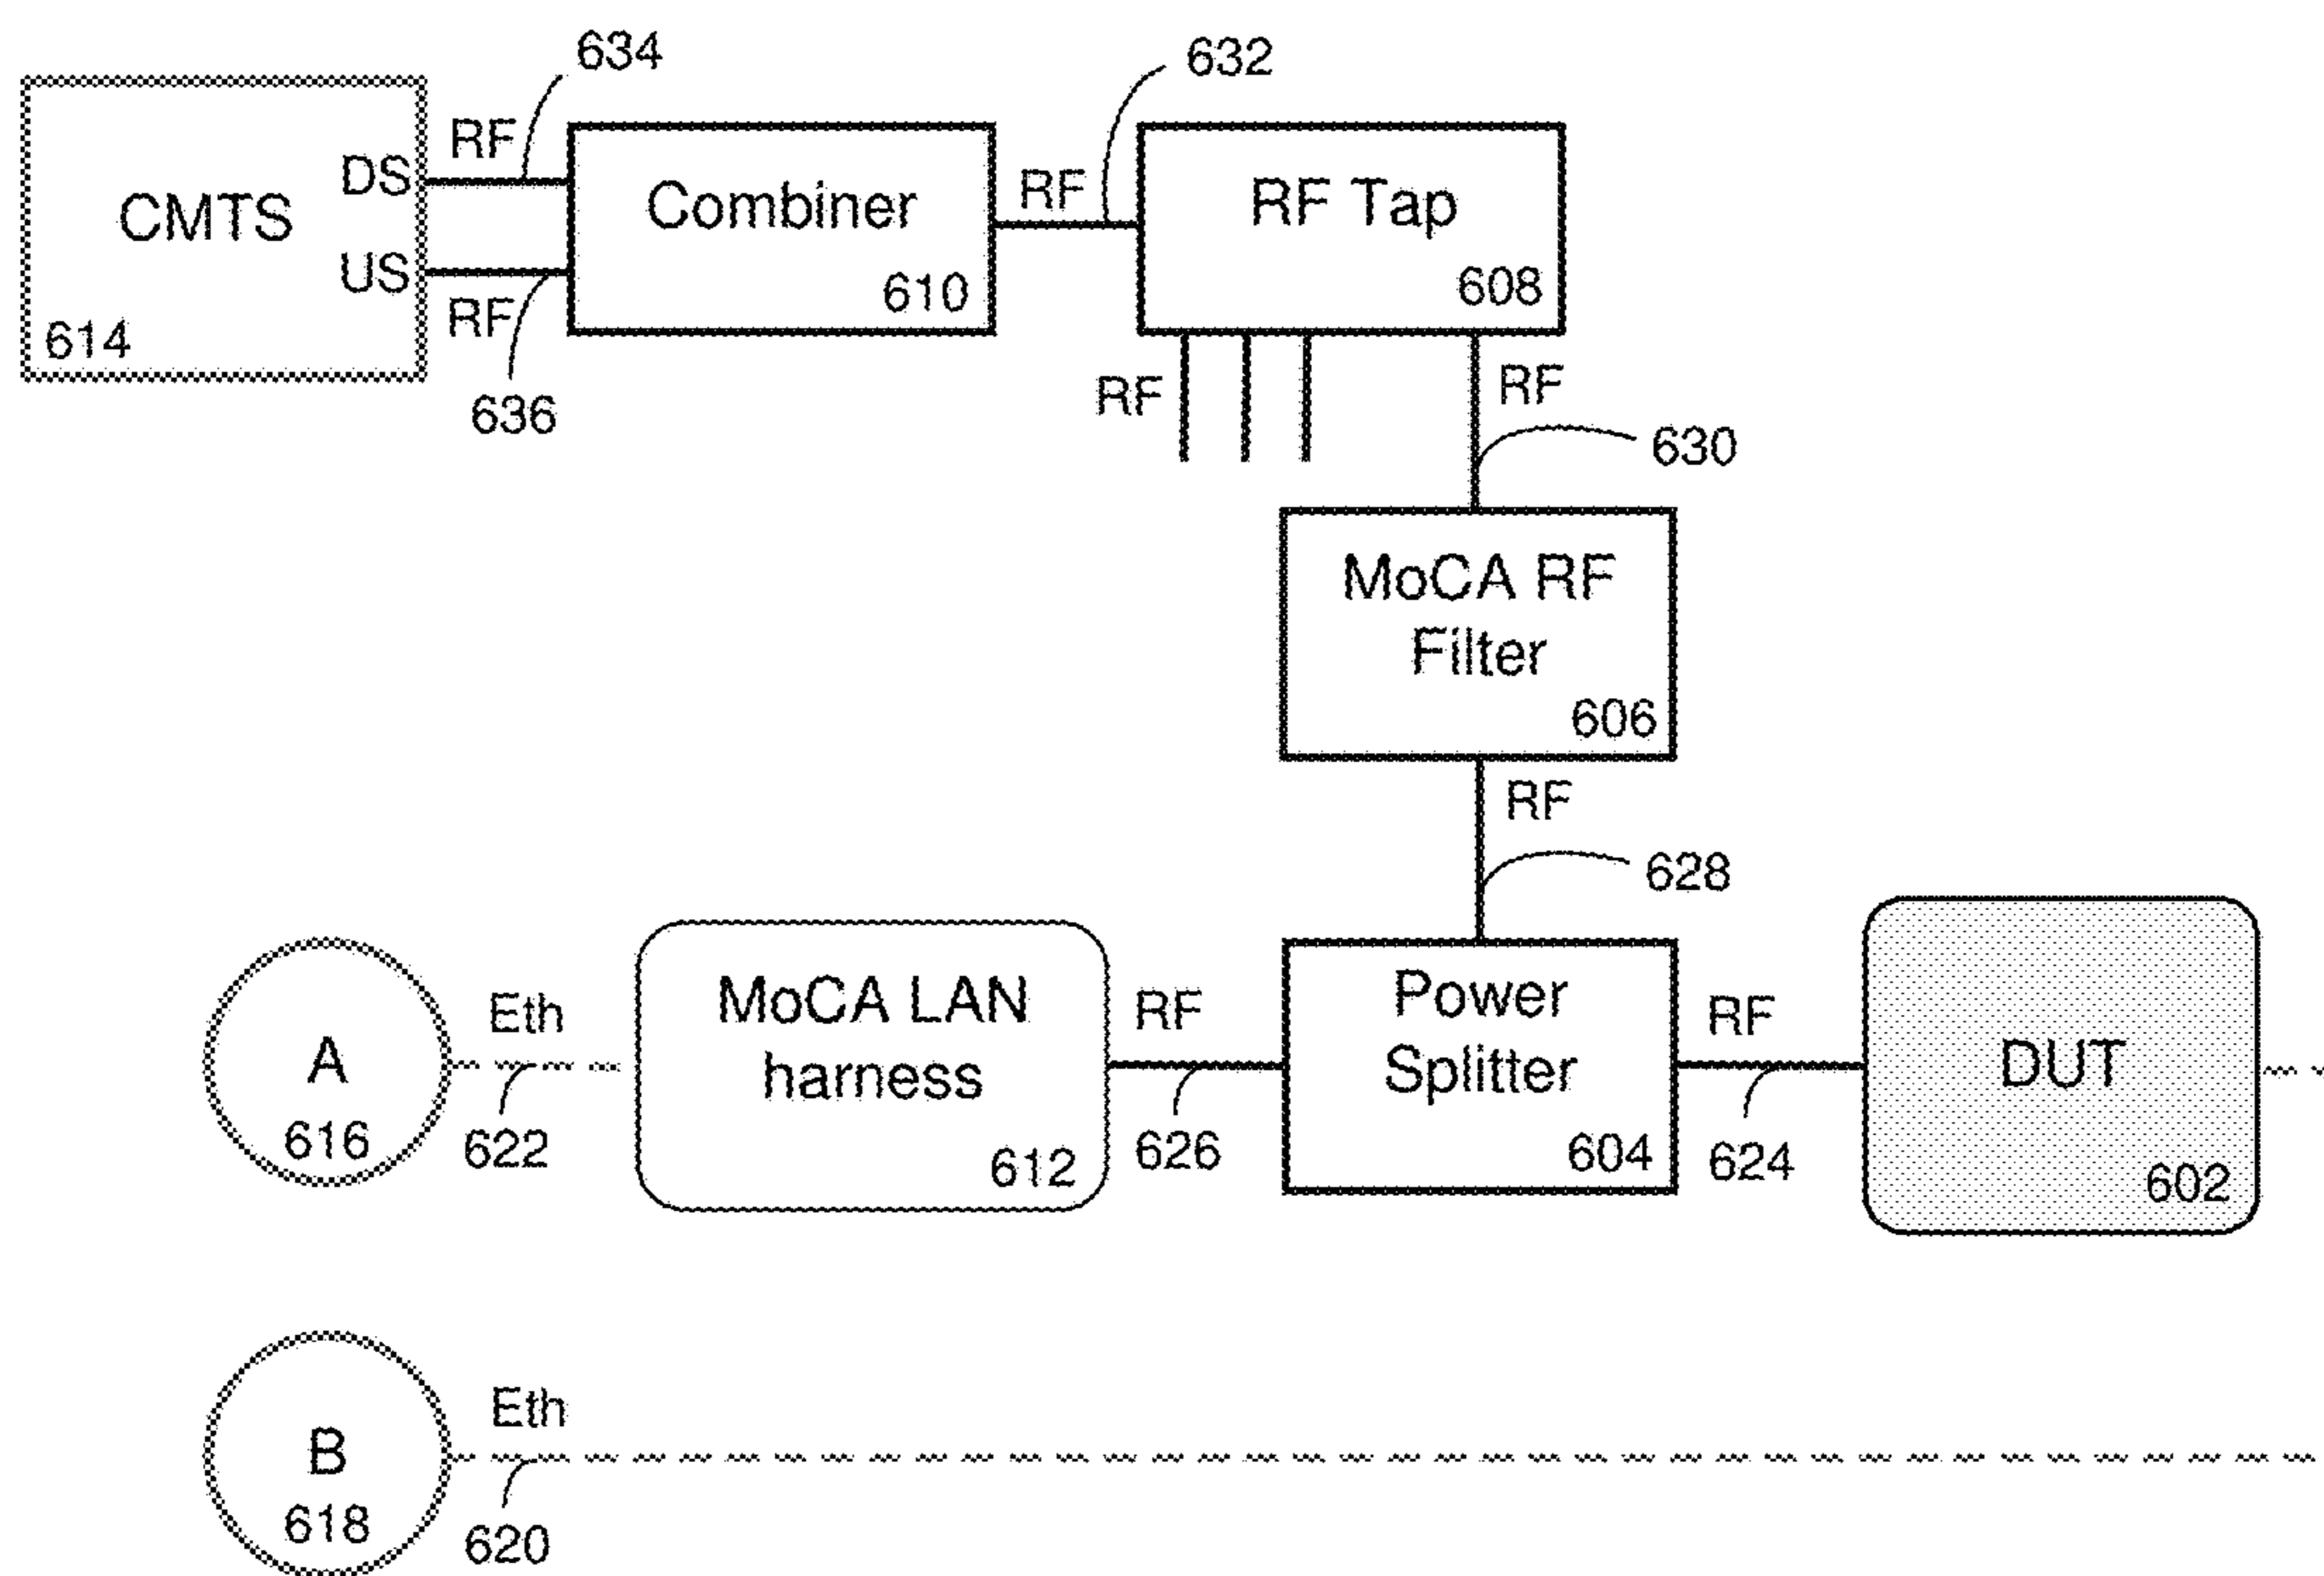 634
632
RF
DS
CMTS
US
RF
614
636
Combiner
610
RF
RF Tap
608
RF
RF
630
MoCA RF
Filter
606
RF
628
A
616
Eth
622
MoCA LAN
harness
612
RF
626
Power
Splitter
604
RF
624
DUT
602
B
618
Eth
620